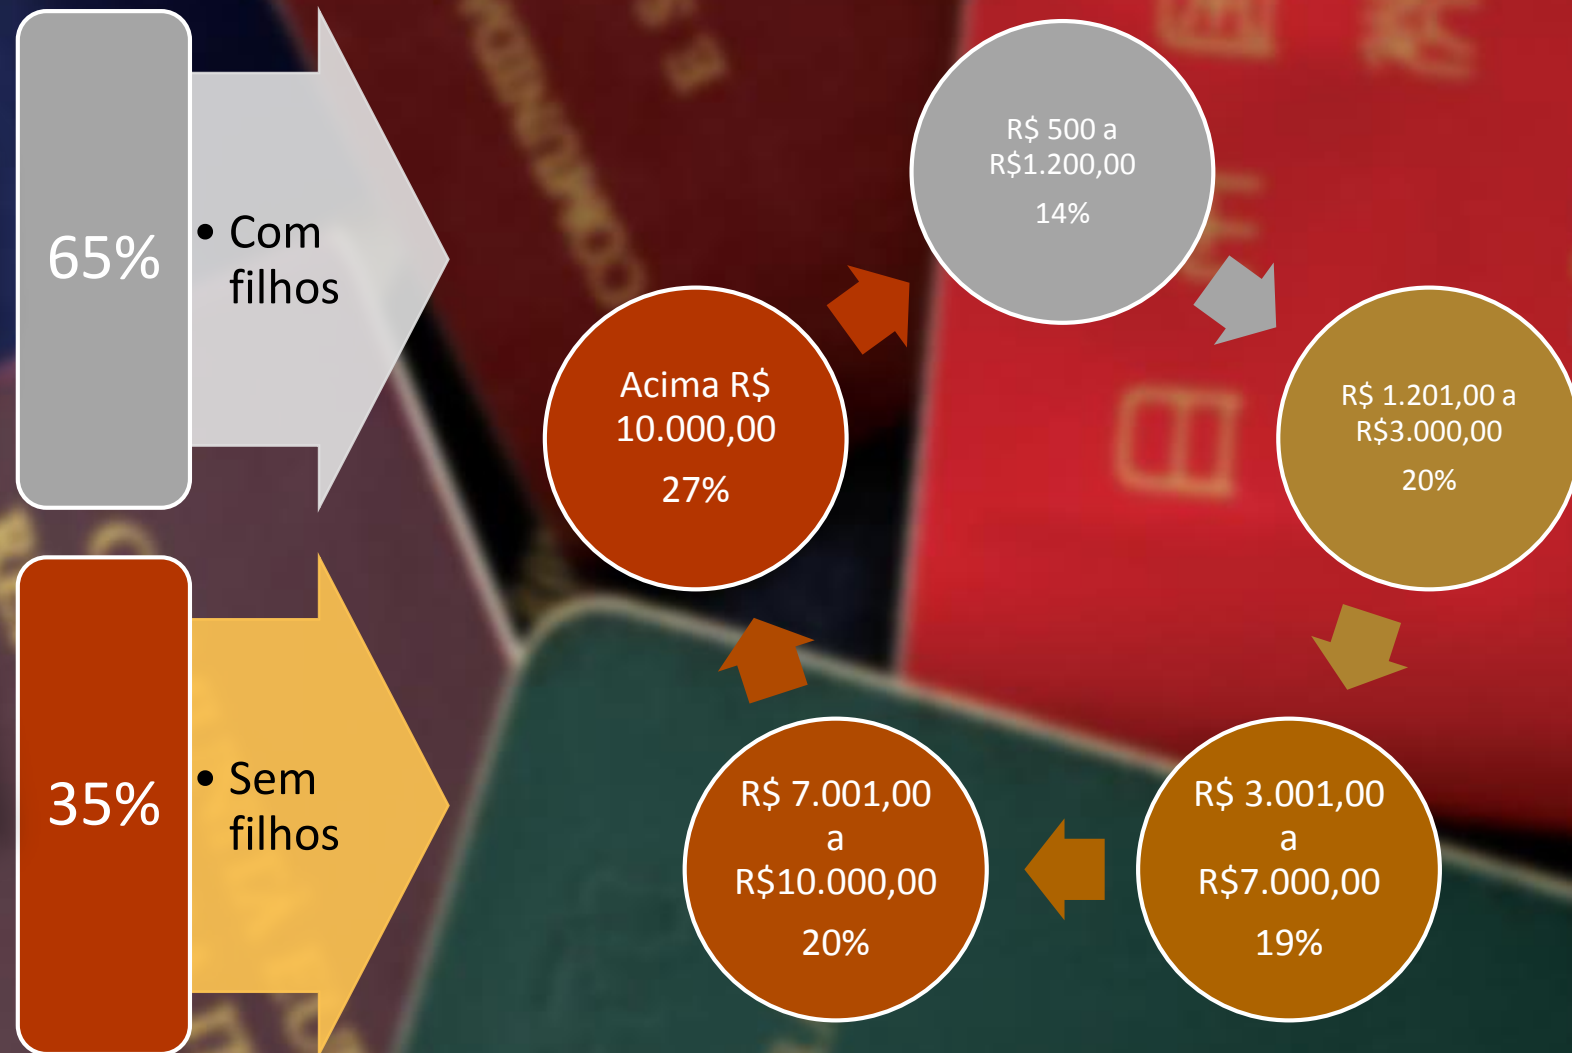 65%
• Com
filhos
35%
• Sem
filhos
R$ 500 a
R$1.200,00
14%
R$ 1.201,00 a
R$3.000,00
20%
R$ 3.001,00
a
R$7.000,00
19%
R$ 7.001,00
a
R$10.000,00
20%
Acima R$
10.000,00
27%